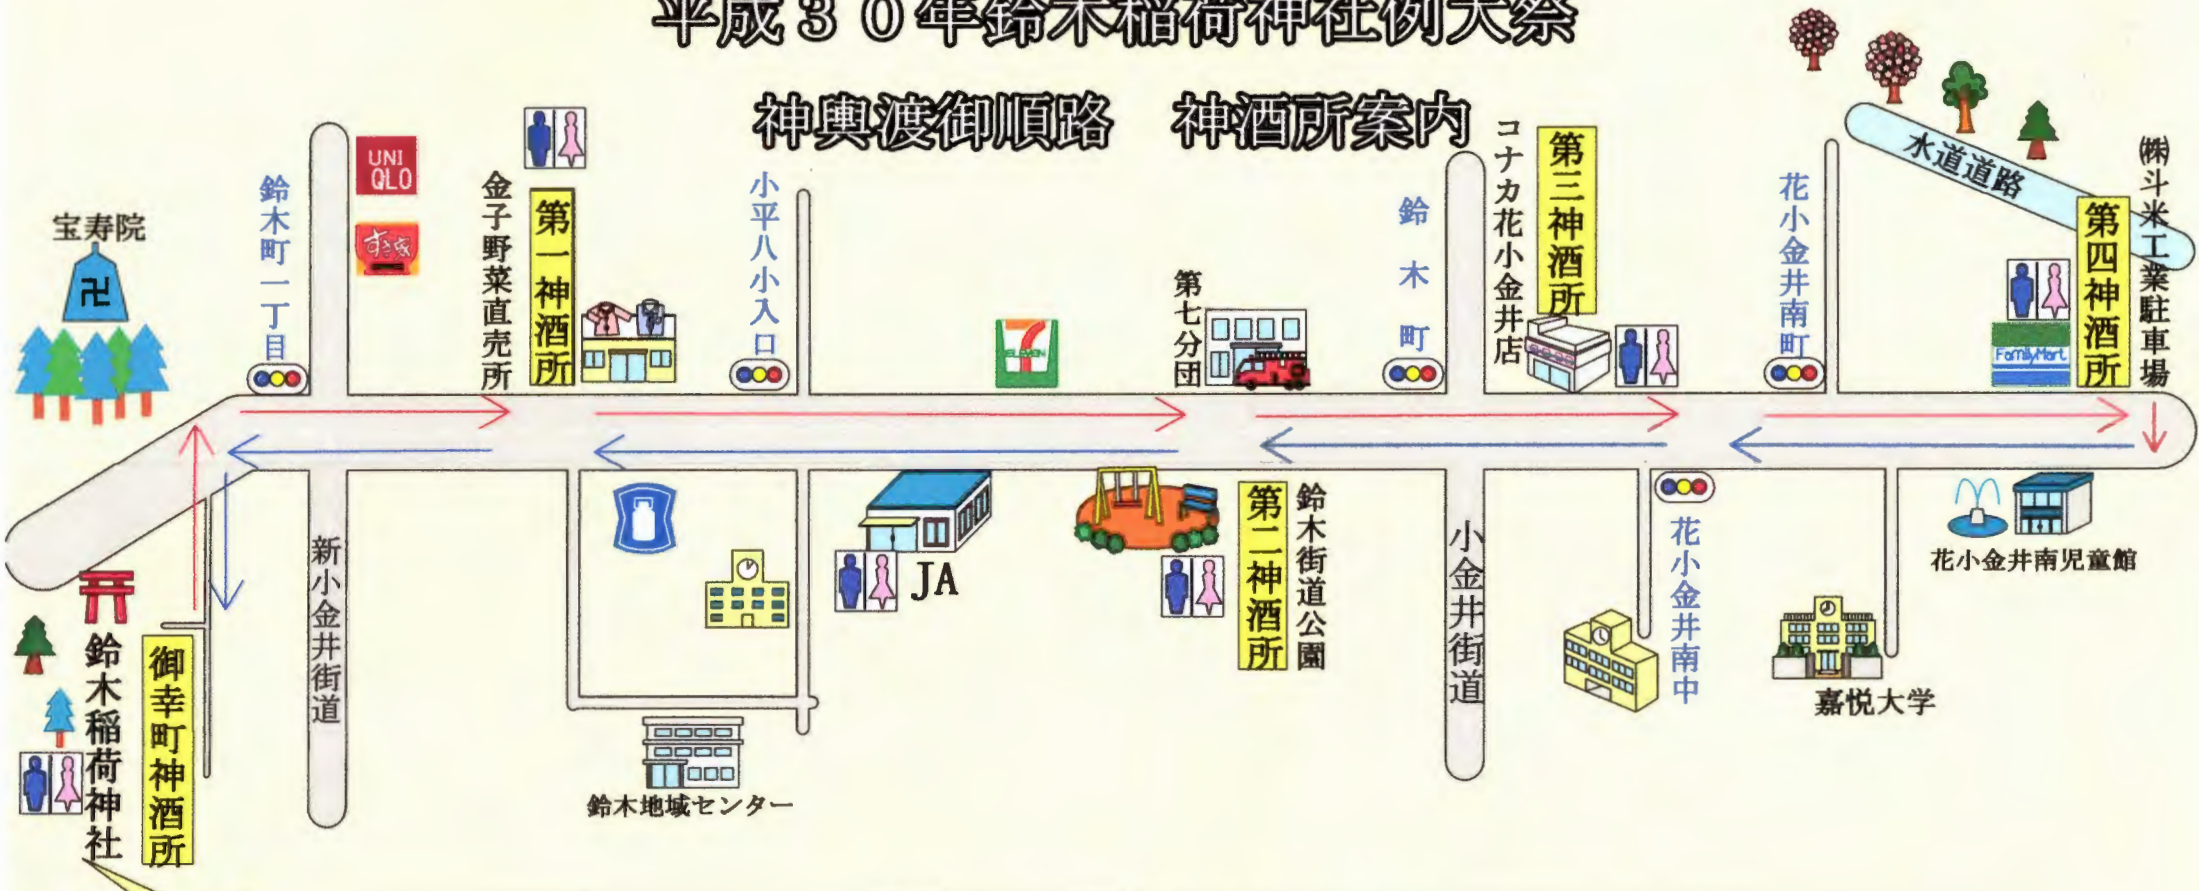 平成３０年鈴木稲荷神社例大祭
神輿渡御順路　神酒所案内
宝寿院
卍
鈴木町一丁目
UNI
QLO
すき家
金子野菜直売所
第一神酒所
小平八小入口
7
ELEVEN
第七分団
鈴木町
コナカ花小金井店
第三神酒所
花小金井南町
水道道路
FamilyMart
第四神酒所
㈱斗米工業駐車場
鈴木稲荷神社
御幸町神酒所
新小金井街道
鈴木地域センター
JA
第二神酒所
鈴木街道公園
小金井街道
花小金井南中
嘉悦大学
花小金井南児童館